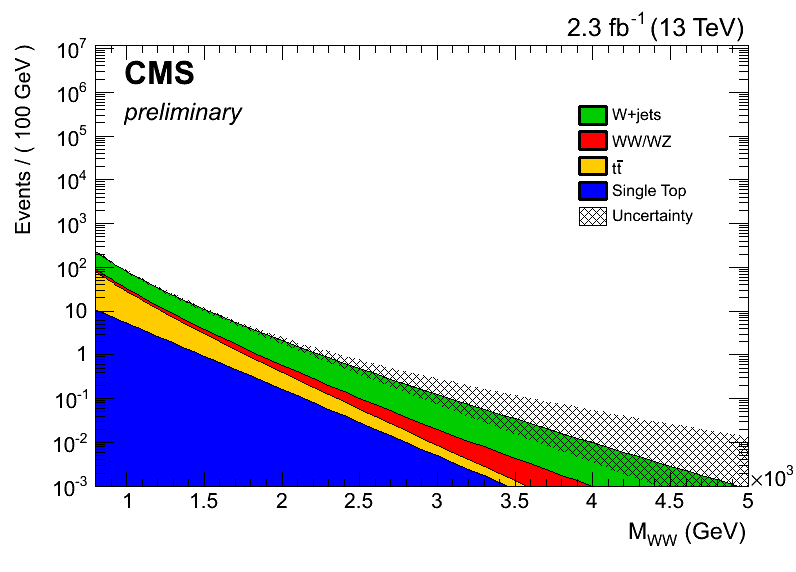 2.3 fb⁻¹ (13 TeV)
CMS
preliminary
Events / ( 100 GeV )
10⁷
10⁶
10⁵
10⁴
10³
10²
10
1
10⁻¹
10⁻²
10⁻³
W+jets
WW/WZ
tt̄
Single Top
Uncertainty
1 1.5 2 2.5 3 3.5 4 4.5 5
×10³
M_WW (GeV)